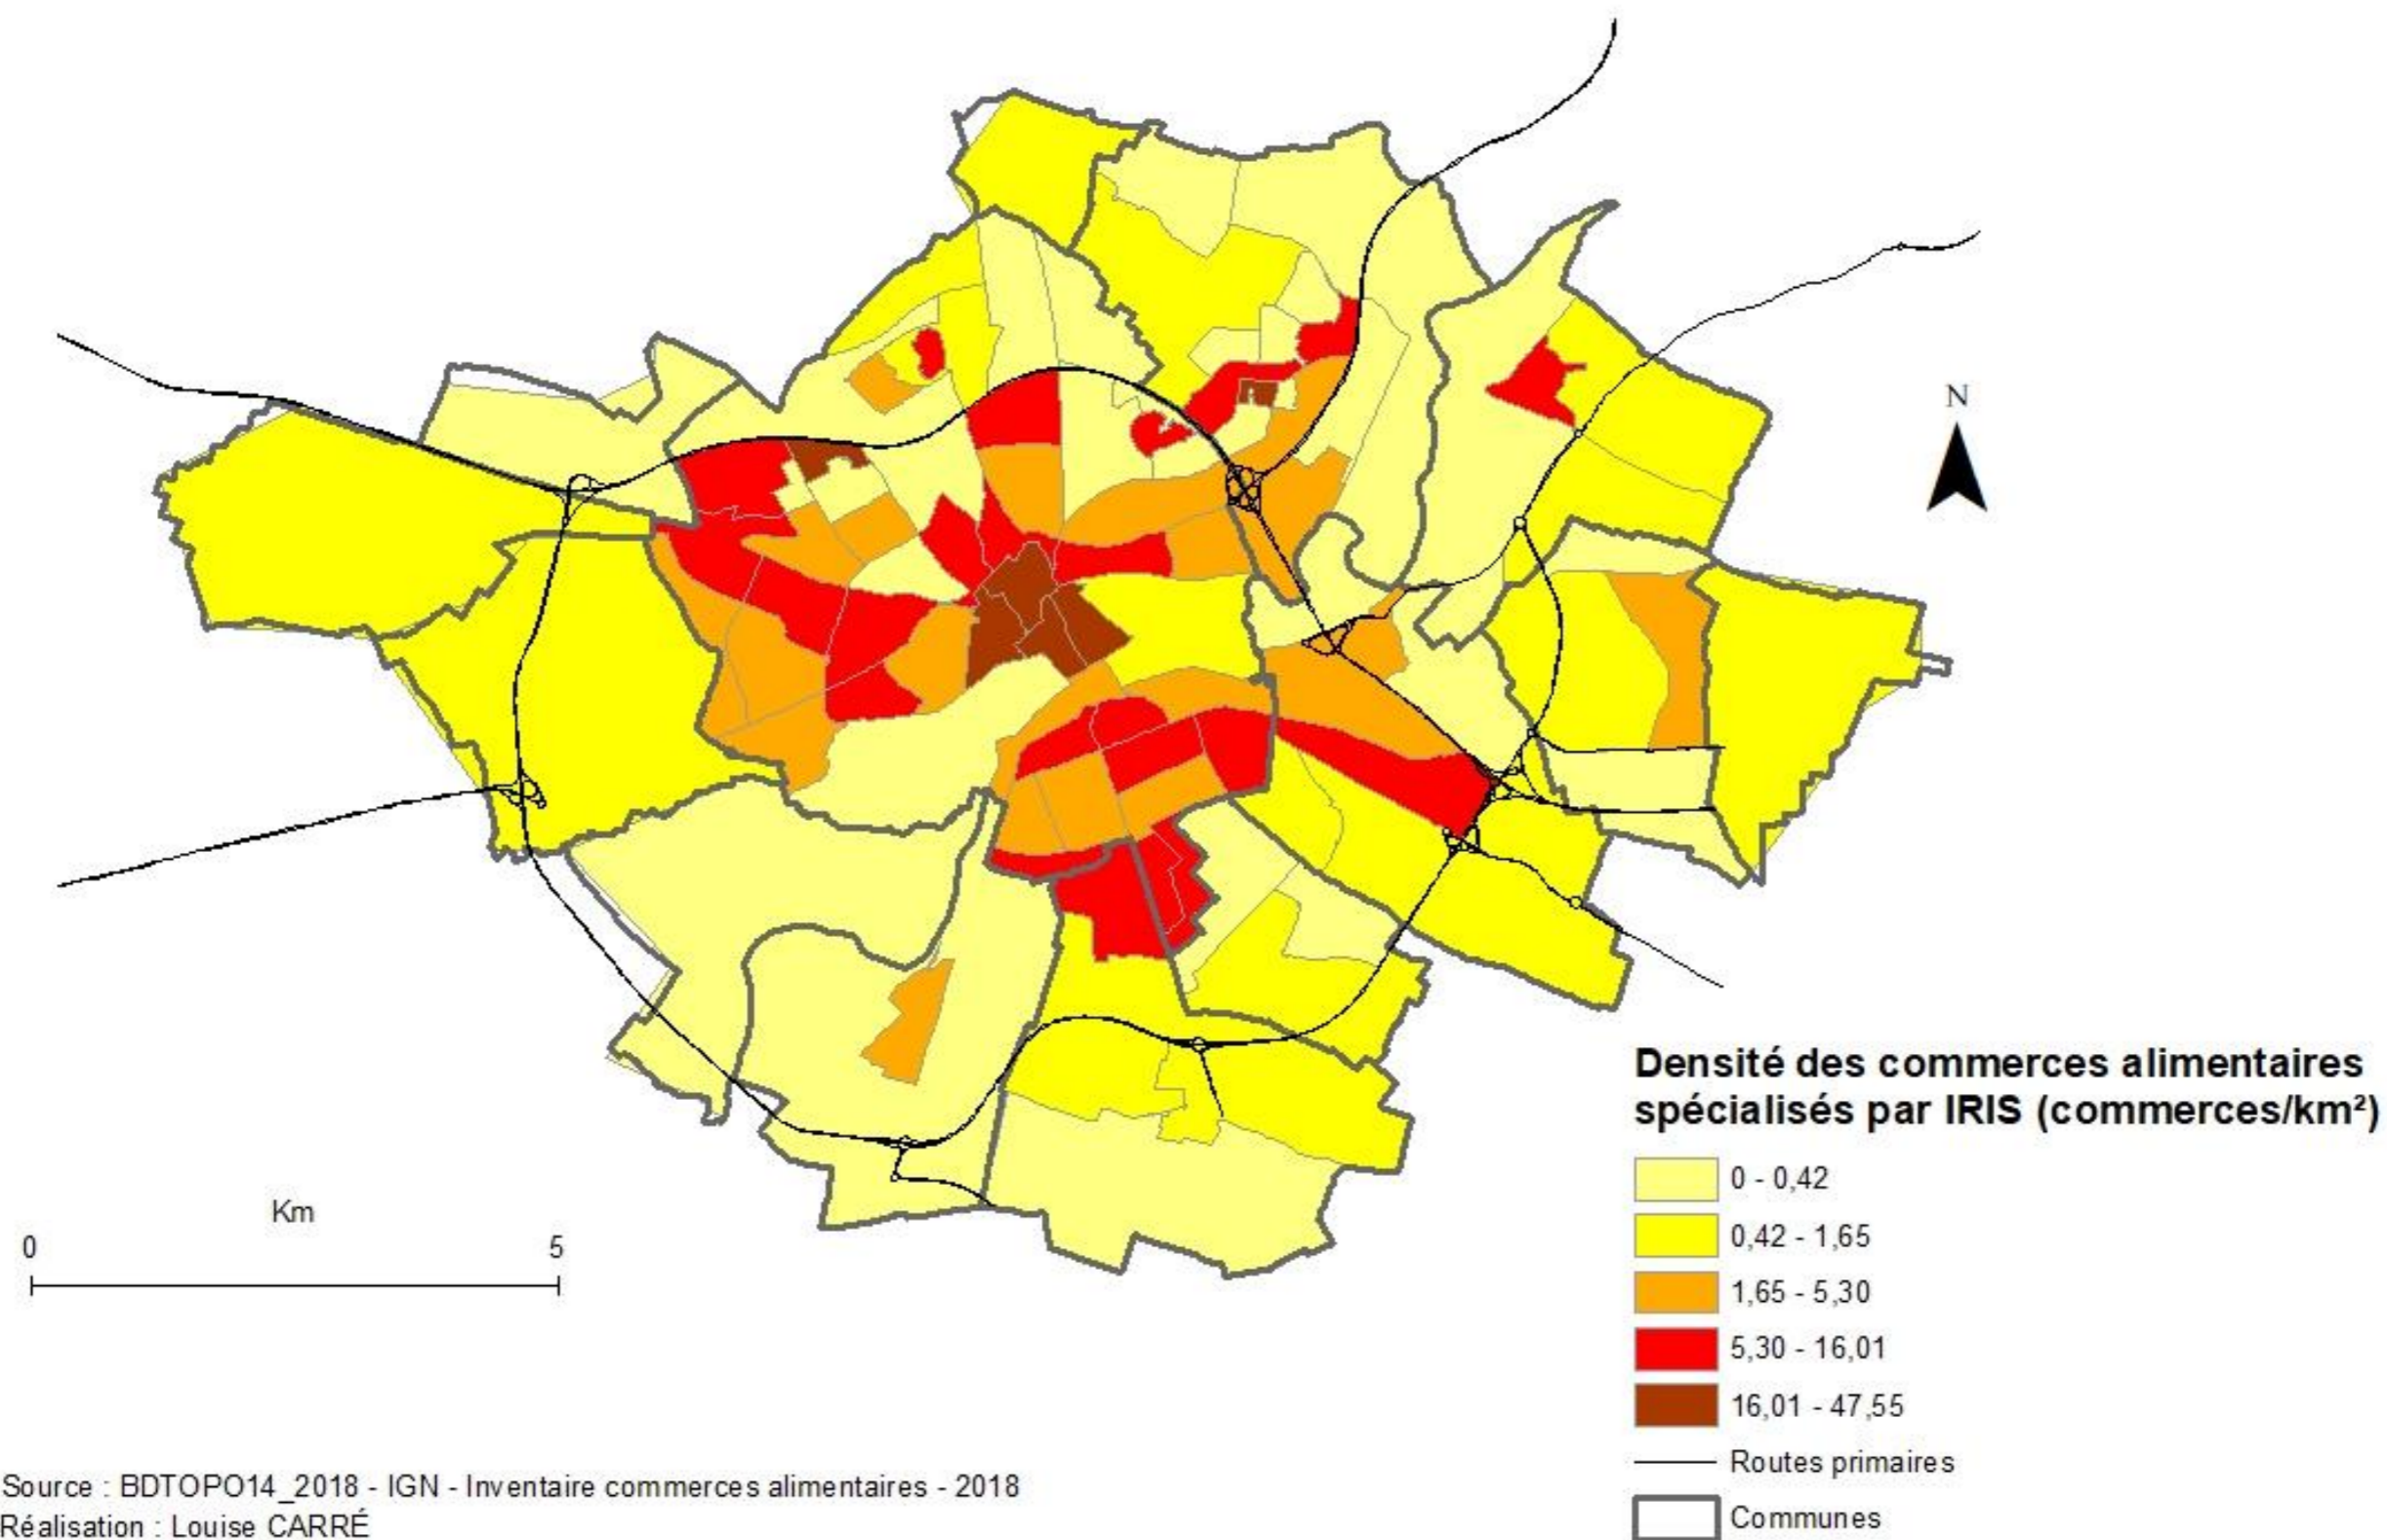 N
Densité des commerces alimentaires
spécialisés par IRIS (commerces/km²)
0 - 0,42
0,42 - 1,65
1,65 - 5,30
5,30 - 16,01
16,01 - 47,55
Routes primaires
Communes
Km
0 5
Source : BDTOPO14_2018 - IGN - Inventaire commerces alimentaires - 2018
Réalisation : Louise CARRÉ